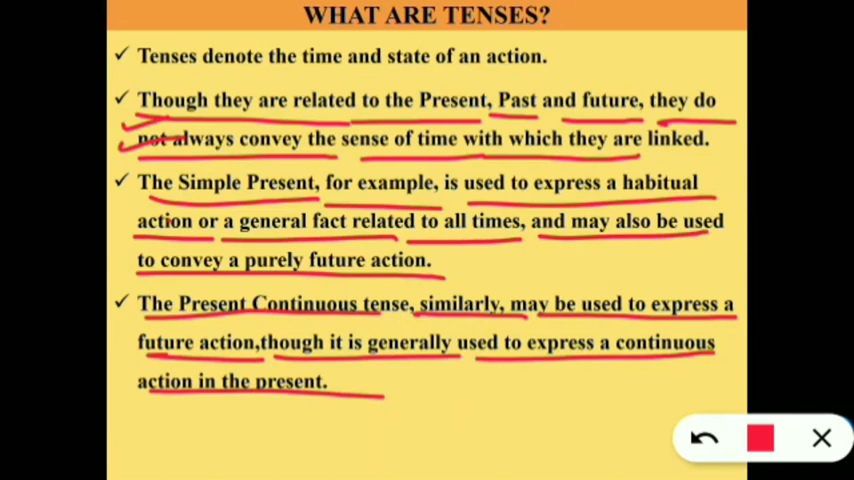 WHAT ARE TENSES?
✓ Tenses denote the time and state of an action.
✓ Though they are related to the Present, Past and future, they do
not always convey the sense of time with which they are linked.
✓ The Simple Present, for example, is used to express a habitual
action or a general fact related to all times, and may also be used
to convey a purely future action.
✓ The Present Continuous tense, similarly, may be used to express a
future action,though it is generally used to express a continuous
action in the present.